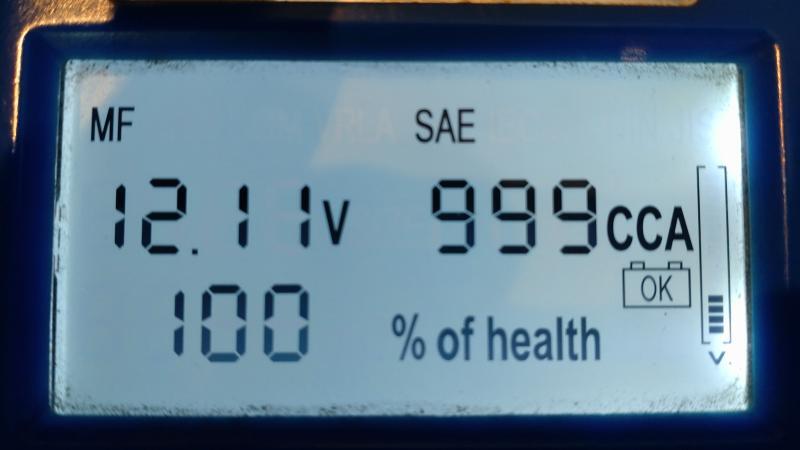 MF SAE
12.11V 999CCA
OK
100 % of health